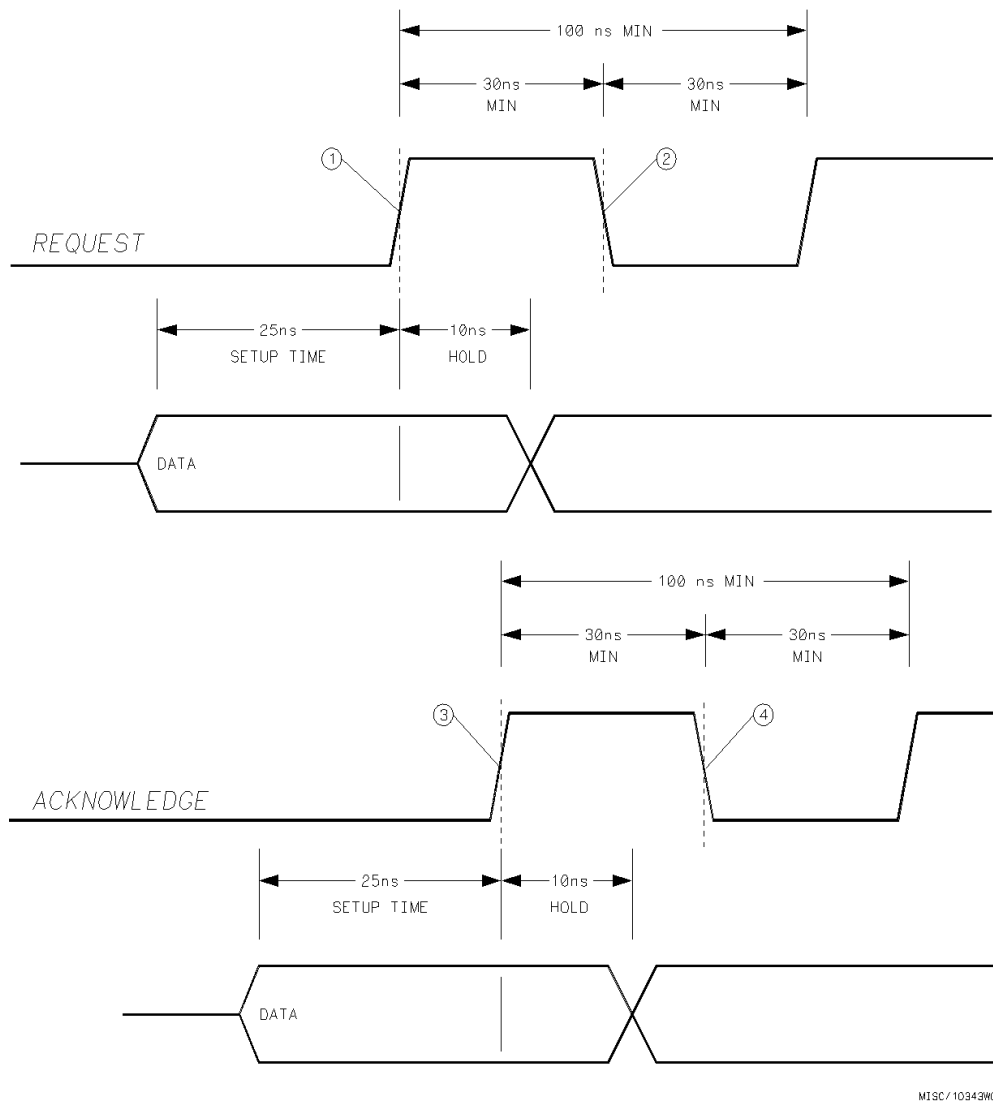 100 ns MIN
30ns
MIN
30ns
MIN
1
2
REQUEST
25ns
SETUP TIME
10ns
HOLD
DATA
100 ns MIN
30ns
MIN
30ns
MIN
3
4
ACKNOWLEDGE
25ns
SETUP TIME
10ns
HOLD
DATA